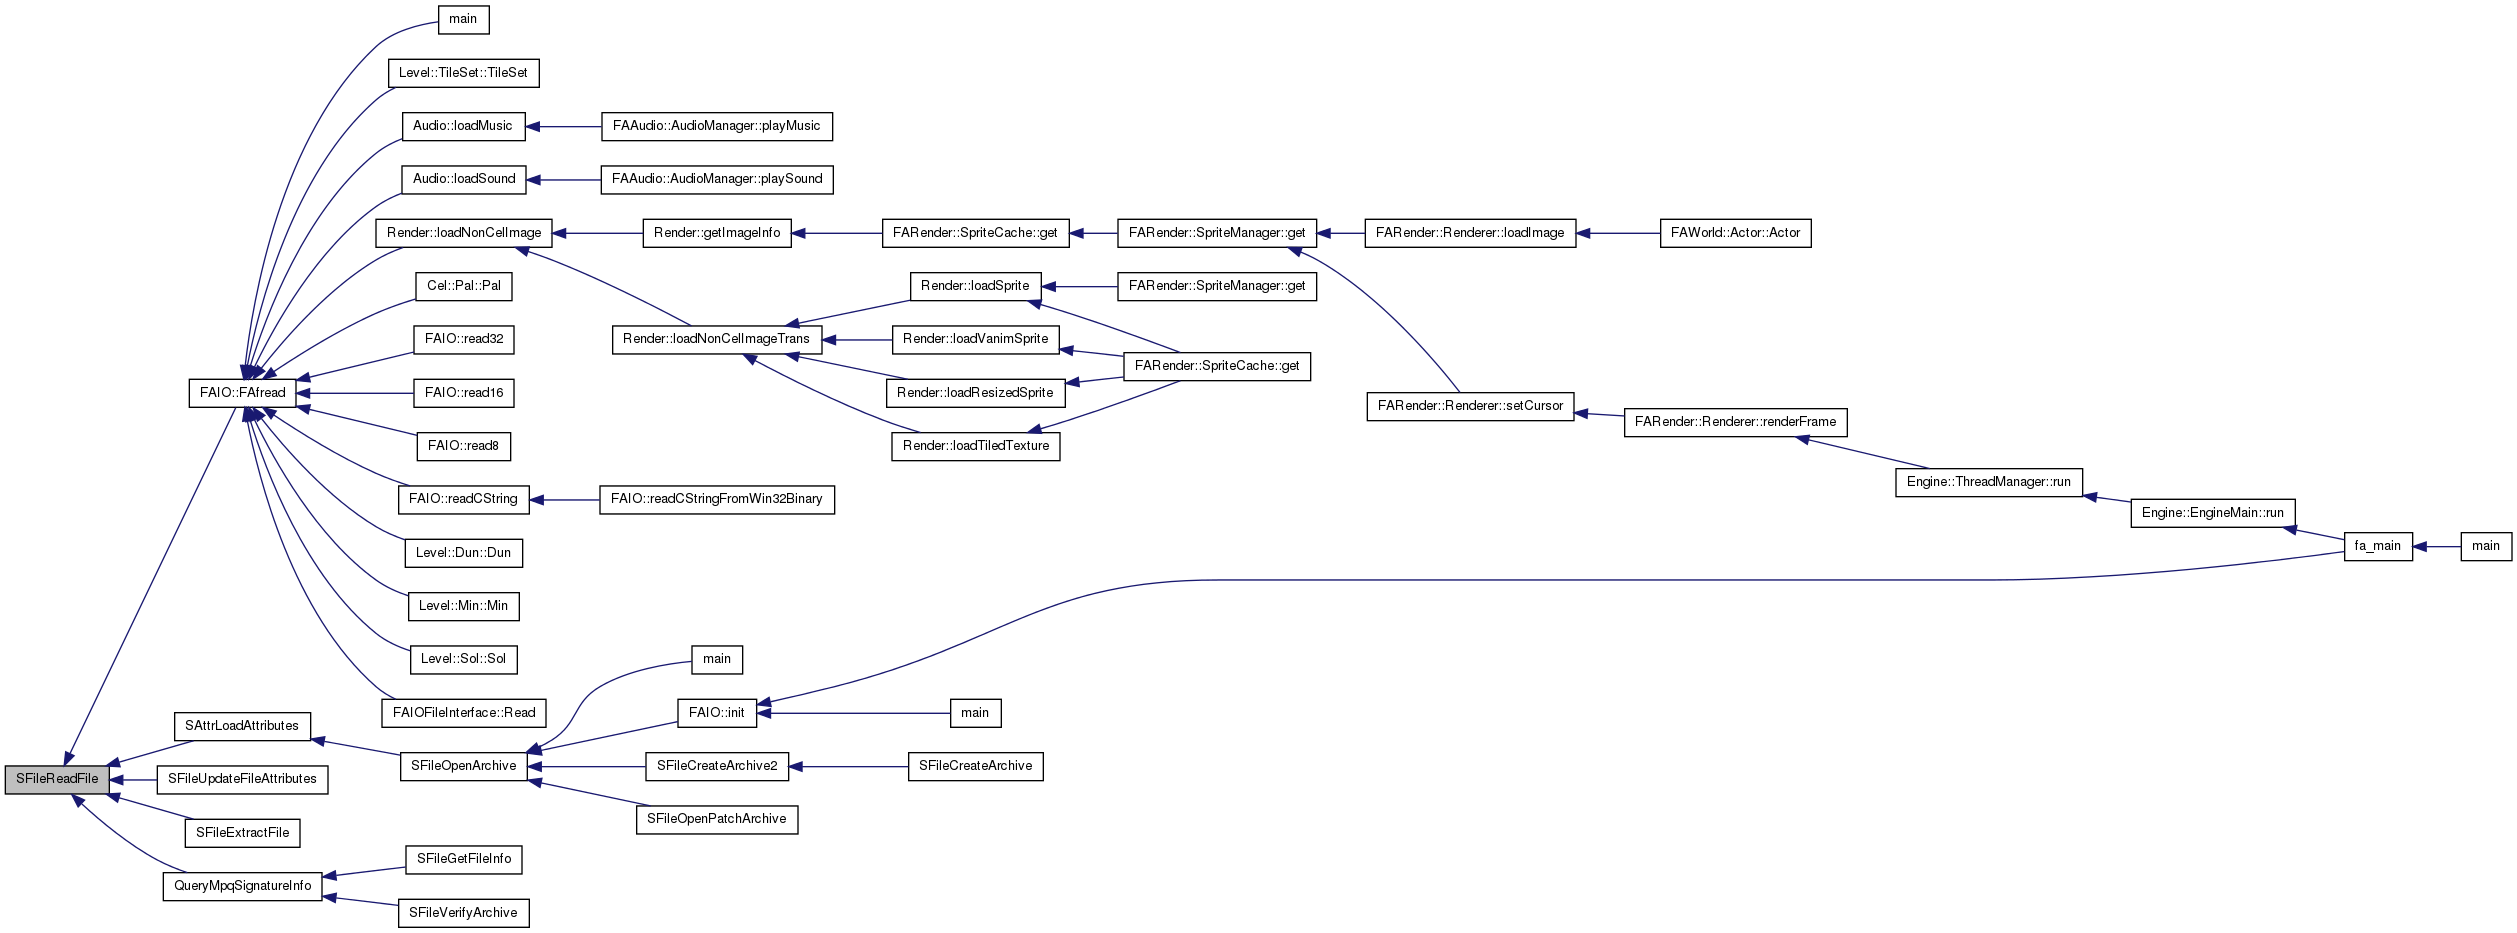 main
Level::TileSet::TileSet
Audio::loadMusic
FAAudio::AudioManager::playMusic
Audio::loadSound
FAAudio::AudioManager::playSound
Render::loadNonCelImage
Render::getImageInfo
FARender::SpriteCache::get
FARender::SpriteManager::get
FARender::Renderer::loadImage
FAWorld::Actor::Actor
Cel::Pal::Pal
Render::loadSprite
FARender::SpriteManager::get
FAIO::read32
Render::loadNonCelImageTrans
Render::loadVanimSprite
FARender::SpriteCache::get
FAIO::FAfread
FAIO::read16
Render::loadResizedSprite
FARender::Renderer::setCursor
FARender::Renderer::renderFrame
FAIO::read8
Render::loadTiledTexture
Engine::ThreadManager::run
FAIO::readCString
FAIO::readCStringFromWin32Binary
Engine::EngineMain::run
Level::Dun::Dun
fa_main
main
Level::Min::Min
Level::Sol::Sol
main
FAIOFileInterface::Read
FAIO::init
main
SAttrLoadAttributes
SFileOpenArchive
SFileCreateArchive2
SFileCreateArchive
SFileReadFile
SFileUpdateFileAttributes
SFileOpenPatchArchive
SFileExtractFile
SFileGetFileInfo
QueryMpqSignatureInfo
SFileVerifyArchive